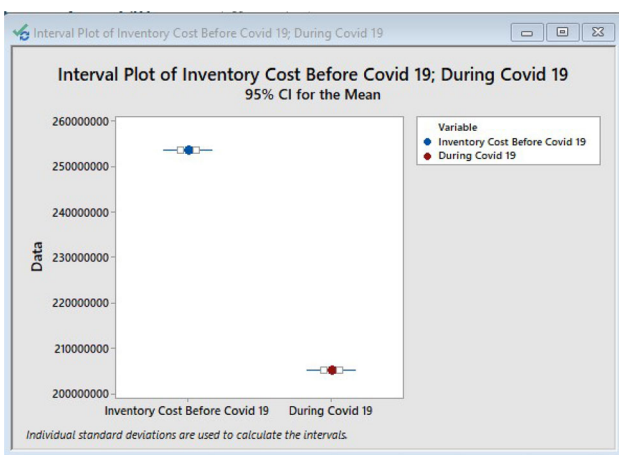 Interval Plot of Inventory Cost Before Covid 19; During Covid 19
Interval Plot of Inventory Cost Before Covid 19; During Covid 19
95% CI for the Mean
260000000
250000000
240000000
230000000
220000000
210000000
200000000
Data
Inventory Cost Before Covid 19
During Covid 19
Variable
Inventory Cost Before Covid 19
During Covid 19
Individual standard deviations are used to calculate the intervals.